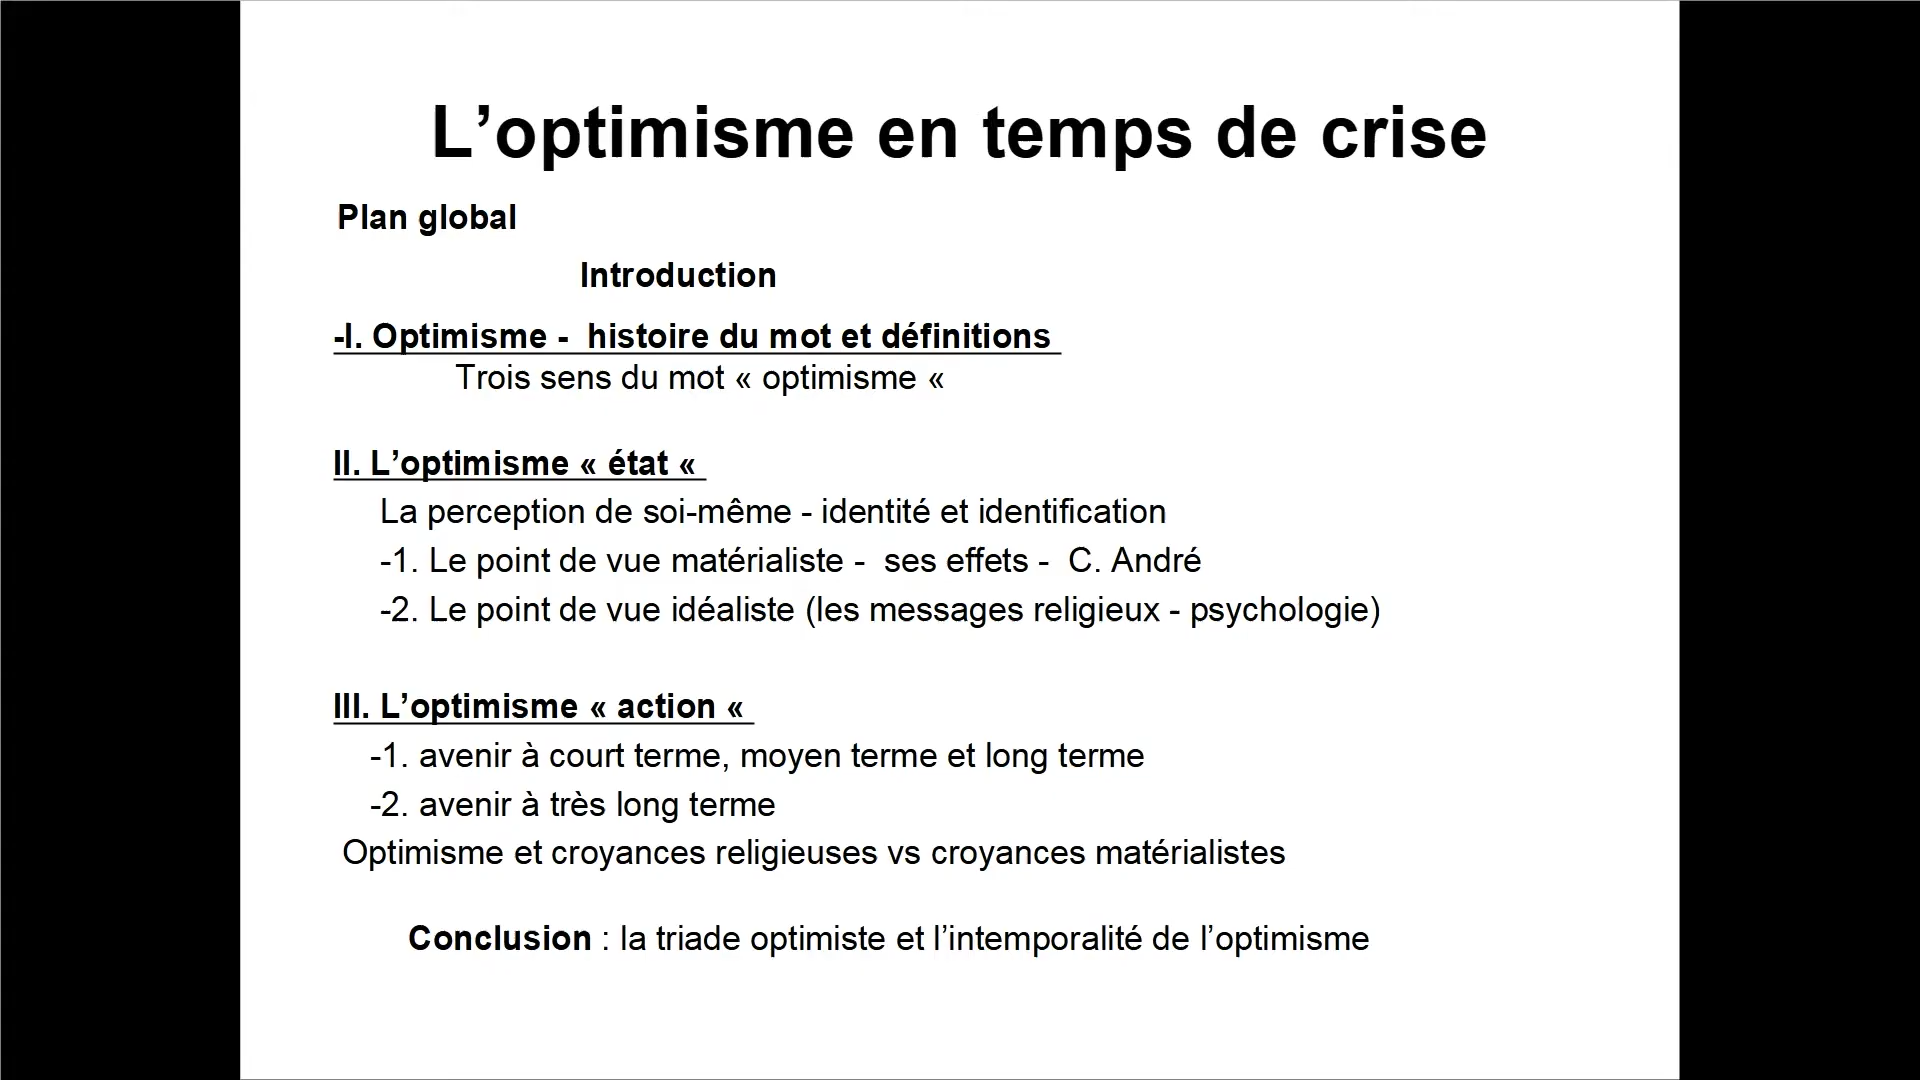 L’optimisme en temps de crise
Plan global
Introduction
-I. Optimisme -  histoire du mot et définitions
Trois sens du mot « optimisme «
II. L’optimisme « état «
La perception de soi-même - identité et identification
-1. Le point de vue matérialiste -  ses effets -  C. André
-2. Le point de vue idéaliste (les messages religieux - psychologie)
III. L’optimisme « action «
-1. avenir à court terme, moyen terme et long terme
-2. avenir à très long terme
Optimisme et croyances religieuses vs croyances matérialistes
Conclusion : la triade optimiste et l’intemporalité de l’optimisme